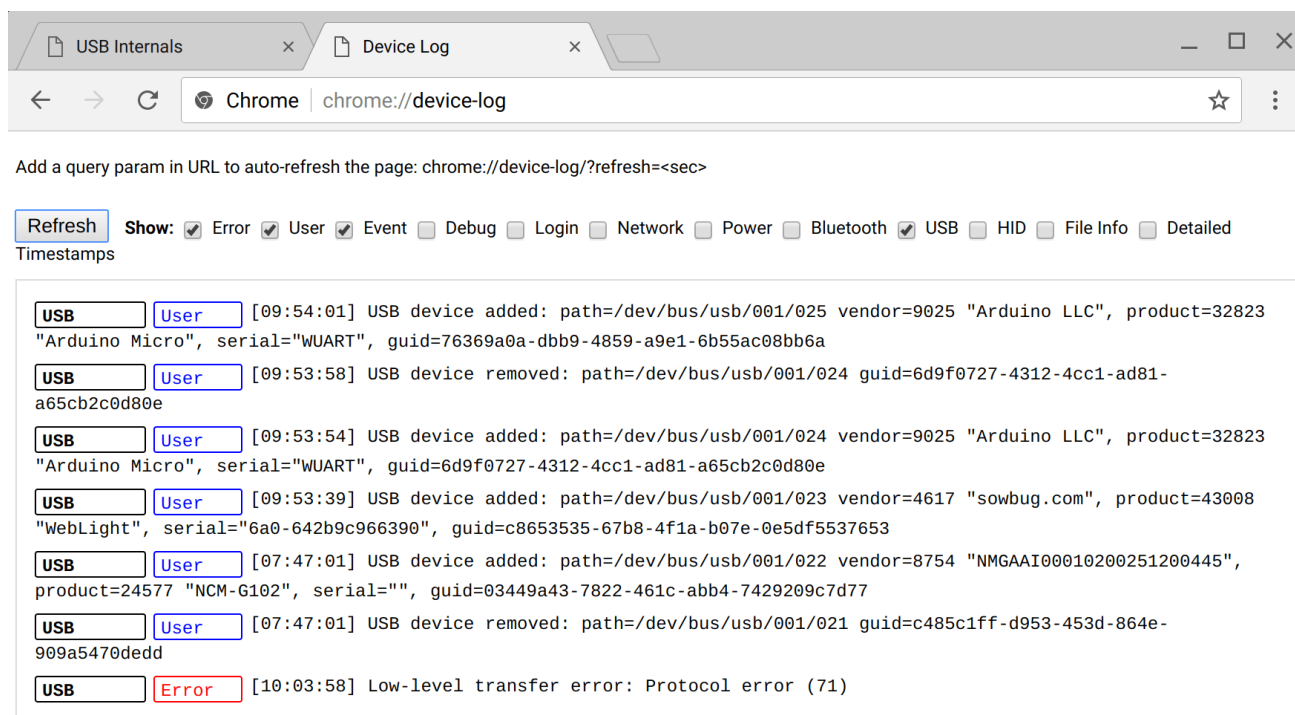 USB Internals
Device Log
Chrome chrome://device-log
Add a query param in URL to auto-refresh the page: chrome://device-log/?refresh=<sec>
Refresh Show: Error User Event Debug Login Network Power Bluetooth USB HID File Info Detailed
Timestamps
USB User [09:54:01] USB device added: path=/dev/bus/usb/001/025 vendor=9025 "Arduino LLC", product=32823
"Arduino Micro", serial="WUART", guid=76369a0a-dbb9-4859-a9e1-6b55ac08bb6a
USB User [09:53:58] USB device removed: path=/dev/bus/usb/001/024 guid=6d9f0727-4312-4cc1-ad81-
a65cb2c0d80e
USB User [09:53:54] USB device added: path=/dev/bus/usb/001/024 vendor=9025 "Arduino LLC", product=32823
"Arduino Micro", serial="WUART", guid=6d9f0727-4312-4cc1-ad81-a65cb2c0d80e
USB User [09:53:39] USB device added: path=/dev/bus/usb/001/023 vendor=4617 "sowbug.com", product=43008
"WebLight", serial="6a0-642b9c966390", guid=c8653535-67b8-4f1a-b07e-0e5df5537653
USB User [07:47:01] USB device added: path=/dev/bus/usb/001/022 vendor=8754 "NMGAAI00010200251200445",
product=24577 "NCM-G102", serial="", guid=03449a43-7822-461c-abb4-7429209c7d77
USB User [07:47:01] USB device removed: path=/dev/bus/usb/001/021 guid=c485c1ff-d953-453d-864e-
909a5470dedd
USB Error [10:03:58] Low-level transfer error: Protocol error (71)